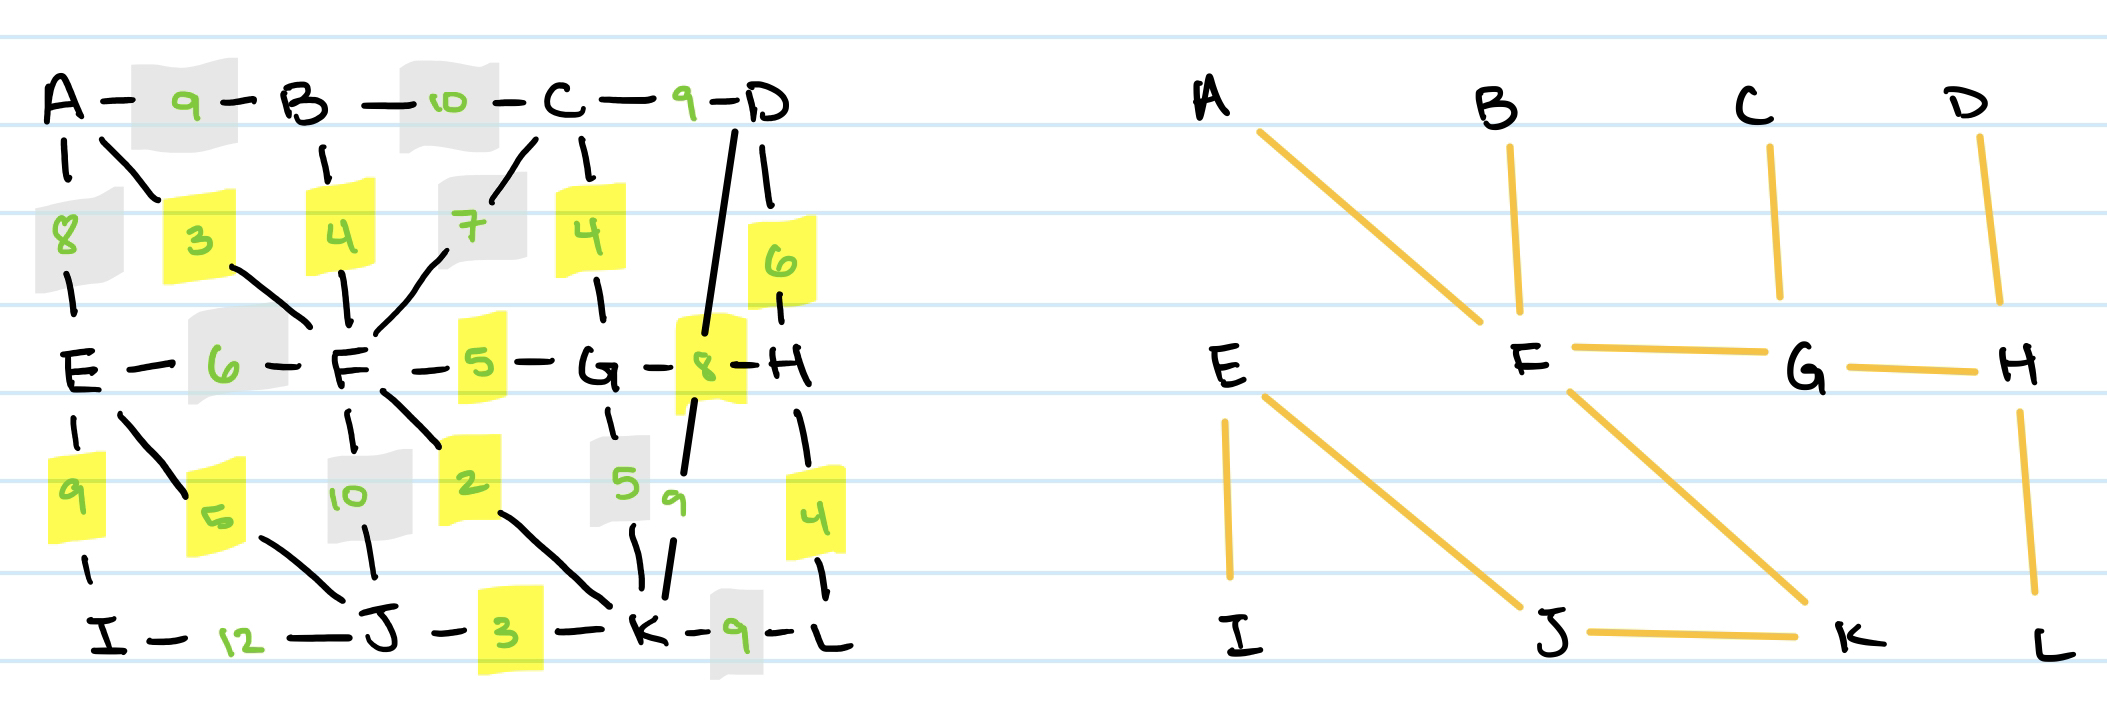 A 9 B 10 C 9 D
8 3 4 7 4 6
E 6 F 5 G 8 H
9 5 10 2 5 9 4
I 12 J 3 K 9 L
A B C D
E F G H
I J K L